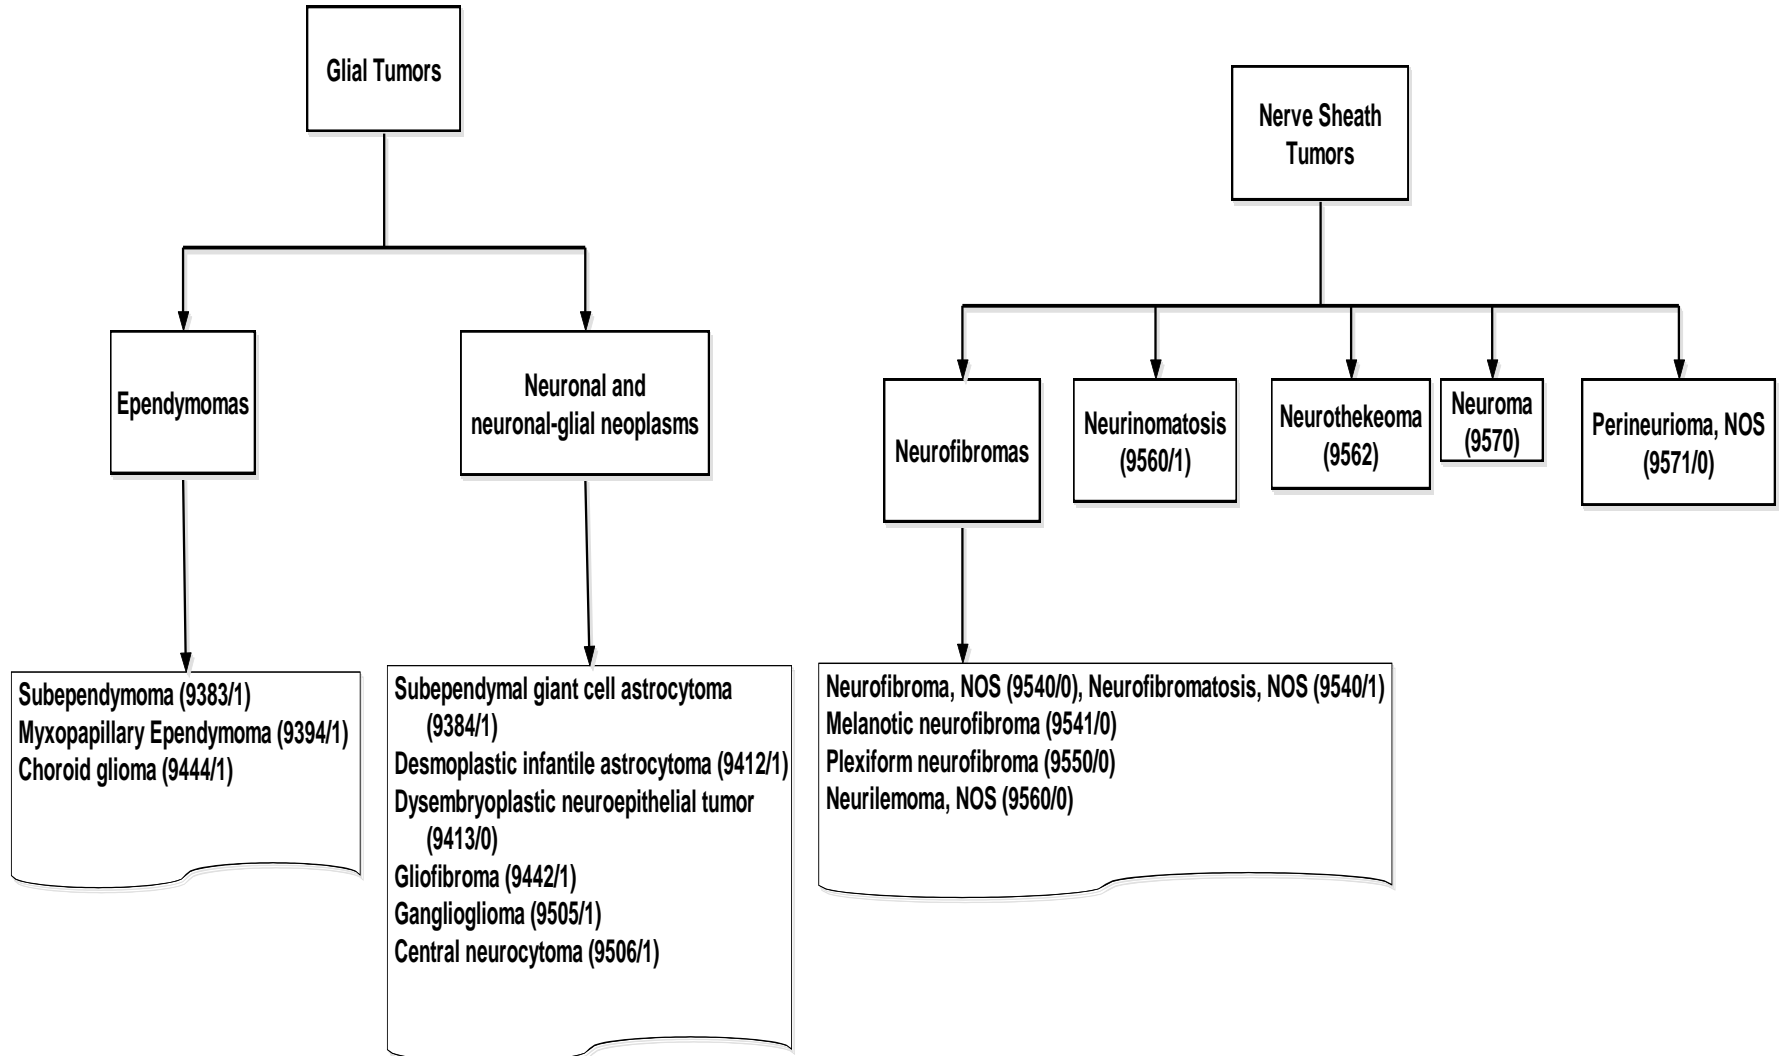 Glial Tumors
Ependymomas
Neuronal and
neuronal-glial neoplasms
Subependymoma (9383/1)
Myxopapillary Ependymoma (9394/1)
Choroid glioma (9444/1)
Subependymal giant cell astrocytoma
(9384/1)
Desmoplastic infantile astrocytoma (9412/1)
Dysembryoplastic neuroepithelial tumor
(9413/0)
Gliofibroma (9442/1)
Ganglioglioma (9505/1)
Central neurocytoma (9506/1)
Nerve Sheath
Tumors
Neurofibromas
Neurinomatosis
(9560/1)
Neurothekeoma
(9562)
Neuroma
(9570)
Perineurioma, NOS
(9571/0)
Neurofibroma, NOS (9540/0), Neurofibromatosis, NOS (9540/1)
Melanotic neurofibroma (9541/0)
Plexiform neurofibroma (9550/0)
Neurilemoma, NOS (9560/0)